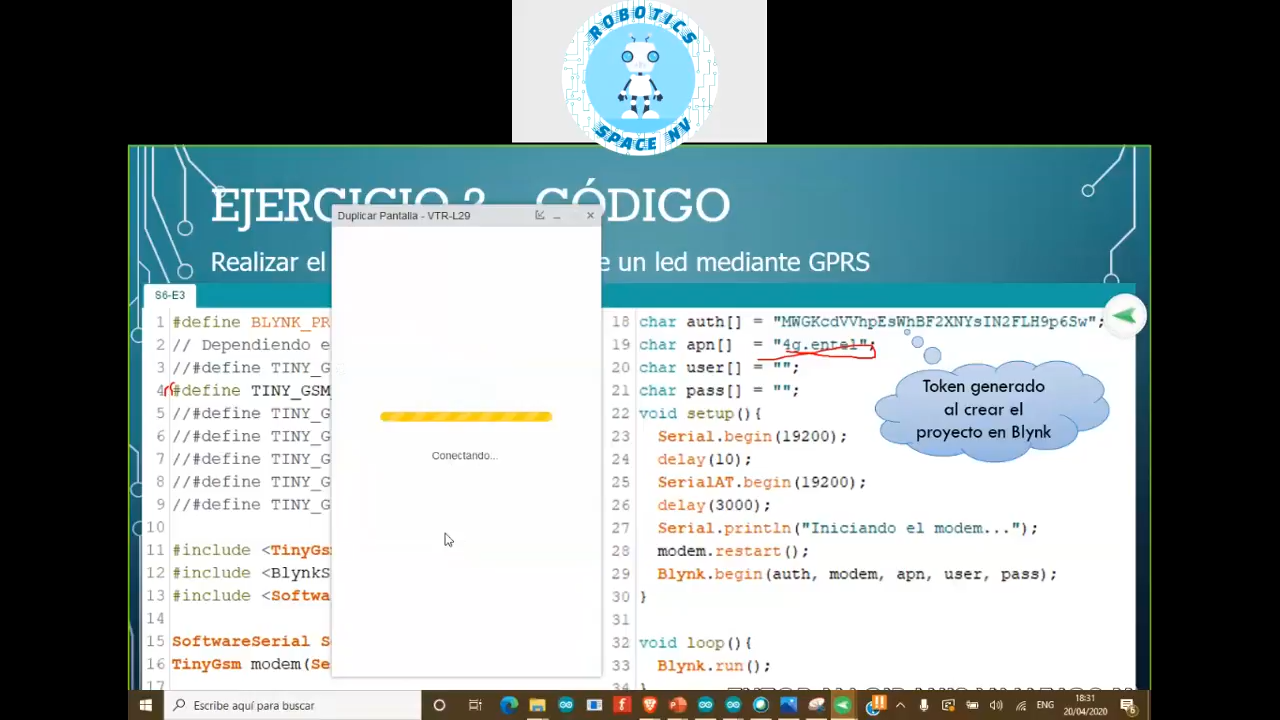 ROBOTICS
SPACE NV
EJERCICIO 2 CÓDIGO
Duplicar Pantalla - VTR-L29
Realizar el e un led mediante GPRS
S6-E3
1 #define BLYNK_PR
2 // Dependiendo e
3 //#define TINY_G
4 #define TINY_GSM
5 //#define TINY_G
6 //#define TINY_G
7 //#define TINY_G
8 //#define TINY_G
9 //#define TINY_G
10
11 #include <TinyGs
12 #include <BlynkS
13 #include <Softwa
14
15 SoftwareSerial S
16 TinyGsm modem(Se
17
Conectando...
18 char auth[] = "MWGKcdVVhpEsWhBF2XNYsIN2FLH9p6Sw";
19 char apn[] = "4g.entel";
20 char user[] = "";
21 char pass[] = "";
22 void setup(){
23 Serial.begin(19200);
24 delay(10);
25 SerialAT.begin(19200);
26 delay(3000);
27 Serial.println("Iniciando el modem...");
28 modem.restart();
29 Blynk.begin(auth, modem, apn, user, pass);
30 }
31
32 void loop(){
33 Blynk.run();
34 }
Token generado
al crear el
proyecto en Blynk
Escribe aquí para buscar
ENG
18:31
20/04/2020
6